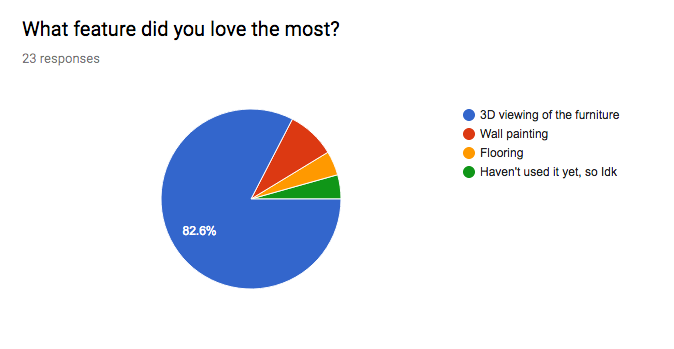 What feature did you love the most?
23 responses
3D viewing of the furniture
Wall painting
Flooring
Haven't used it yet, so Idk
82.6%